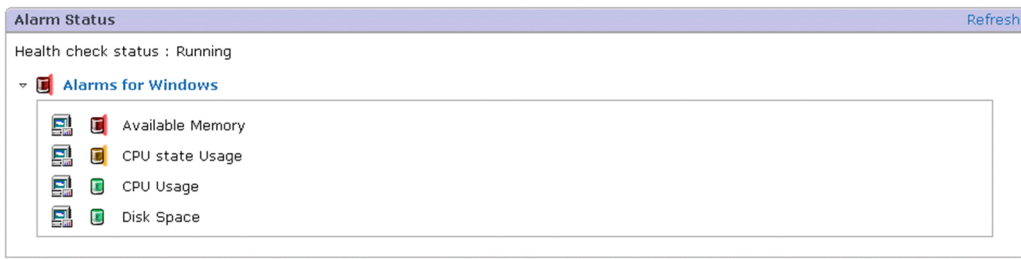 Alarm Status
Refresh
Health check status : Running
Alarms for Windows
Available Memory
CPU state Usage
CPU Usage
Disk Space